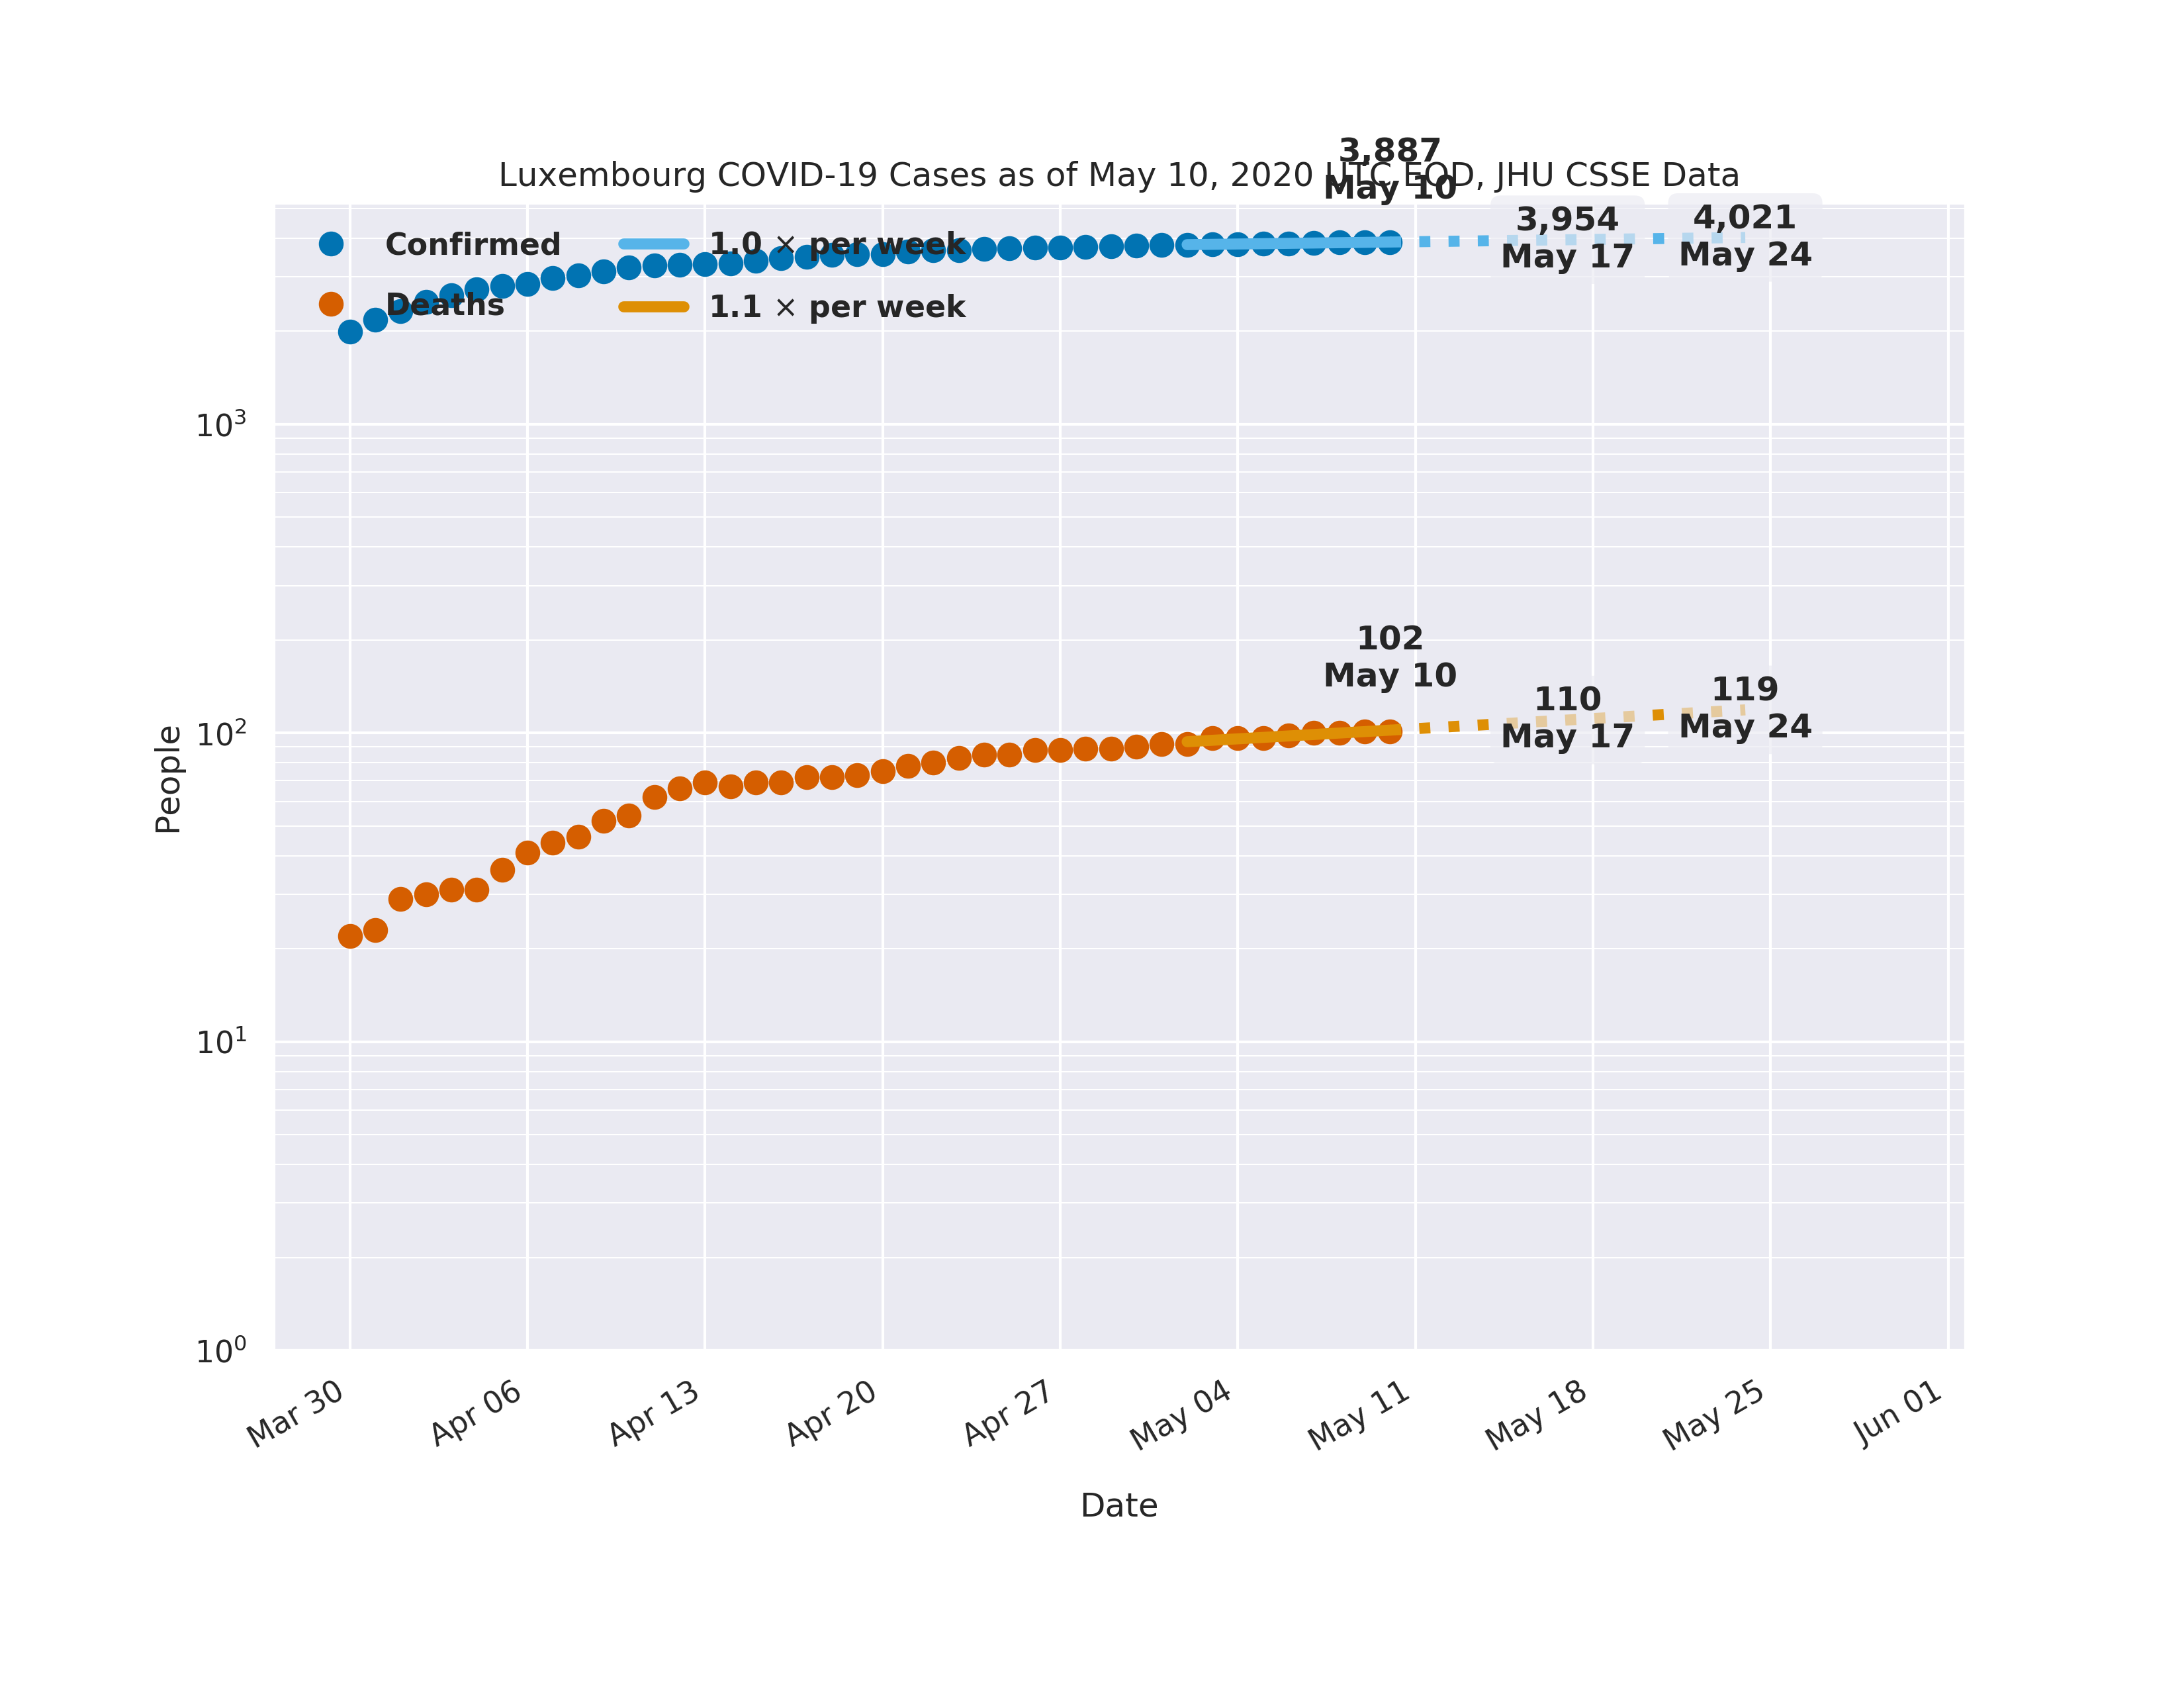 3,887
May 10
Luxembourg COVID-19 Cases as of May 10, 2020 UTC EOD, JHU CSSE Data
3,954
May 17
4,021
May 24
Confirmed
Deaths
1.0 × per week
1.1 × per week
10³
102
May 10
110
May 17
119
May 24
10²
People
10¹
10⁰
Mar 30
Apr 06
Apr 13
Apr 20
Apr 27
May 04
May 11
May 18
May 25
Jun 01
Date